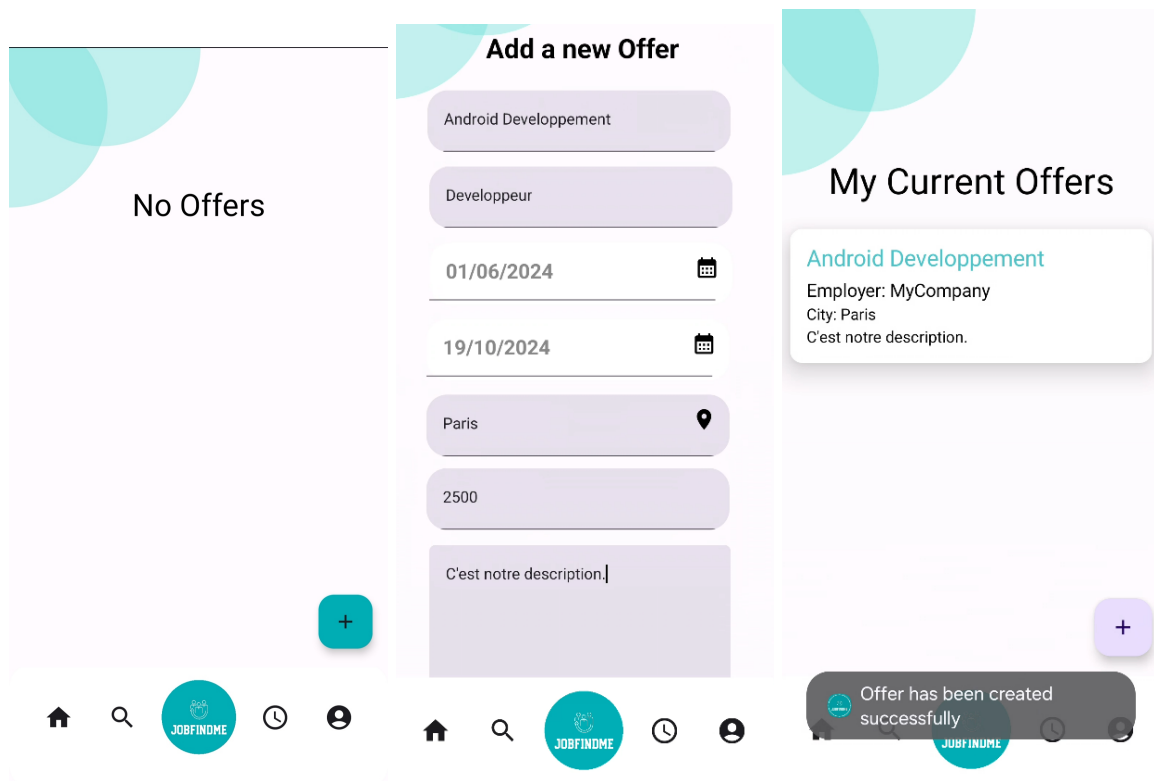 No Offers
+
JOBFINDME
Add a new Offer
Android Developpement
Developpeur
01/06/2024
19/10/2024
Paris
2500
C'est notre description.
JOBFINDME
My Current Offers
Android Developpement
Employer: MyCompany
City: Paris
C'est notre description.
+
Offer has been created
successfully
JOBFINDME